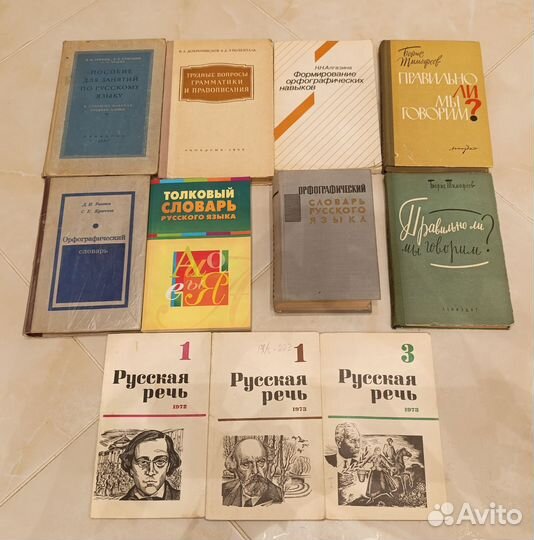 ПОСОБИЕ
ДЛЯ ЗАНЯТИЙ
ПО РУССКОМУ
ЯЗЫКУ
ТРУДНЫЕ ВОПРОСЫ
ГРАММАТИКИ
И ПРАВОПИСАНИЯ
Н.Н.Алгазина
Формирование
орфографических
навыков
Борис
Тимофеев
ПРАВИЛЬНО
ЛИ
МЫ
ГОВОРИМ?
С. Е. Крючков
Орфографический
словарь
ТОЛКОВЫЙ
СЛОВАРЬ
РУССКОГО ЯЗЫКА
ОРФОГРАФИЧЕСКИЙ
СЛОВАРЬ РУССКОГО
ЯЗЫКА
Борис Тимофеев
Правильно ли
мы говорим?
ЛЕНИЗДАТ
1
Русская
речь
1972
1
Русская
речь
1973
3
Русская
речь
1973
Avito